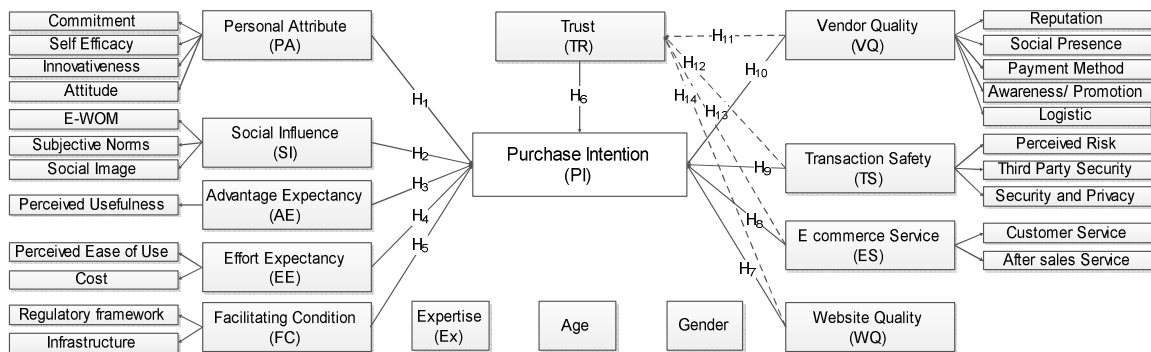 Commitment
Self Efficacy
Innovativeness
Attitude
E-WOM
Subjective Norms
Social Image
Perceived Usefulness
Perceived Ease of Use
Cost
Regulatory framework
Infrastructure
Personal Attribute
(PA)
Social Influence
(SI)
Advantage Expectancy
(AE)
Effort Expectancy
(EE)
Facilitating Condition
(FC)
H1
H2
H3
H4
H5
Trust
(TR)
H6
Purchase Intention
(PI)
Expertise
(Ex)
Age
Gender
H11
H12
H10
H14
H13
H9
H8
H7
Vendor Quality
(VQ)
Transaction Safety
(TS)
E commerce Service
(ES)
Website Quality
(WQ)
Reputation
Social Presence
Payment Method
Awareness/ Promotion
Logistic
Perceived Risk
Third Party Security
Security and Privacy
Customer Service
After sales Service